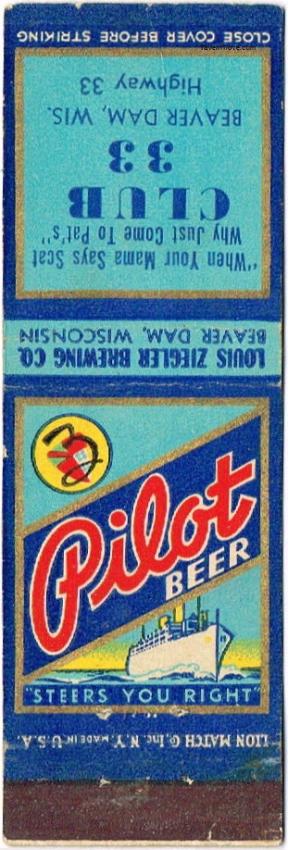 CLOSE COVER BEFORE STRIKING
"When Your Mama Says Scat
Why Just Come To Pat's"
CLUB
33
BEAVER DAM, WIS.
Highway 33
LOUIS ZIEGLER BREWING CO.
BEAVER DAM, WISCONSIN
Pilot
BEER
"STEERS YOU RIGHT"
LION MATCH Co., Inc. N.Y. MADE IN U.S.A.